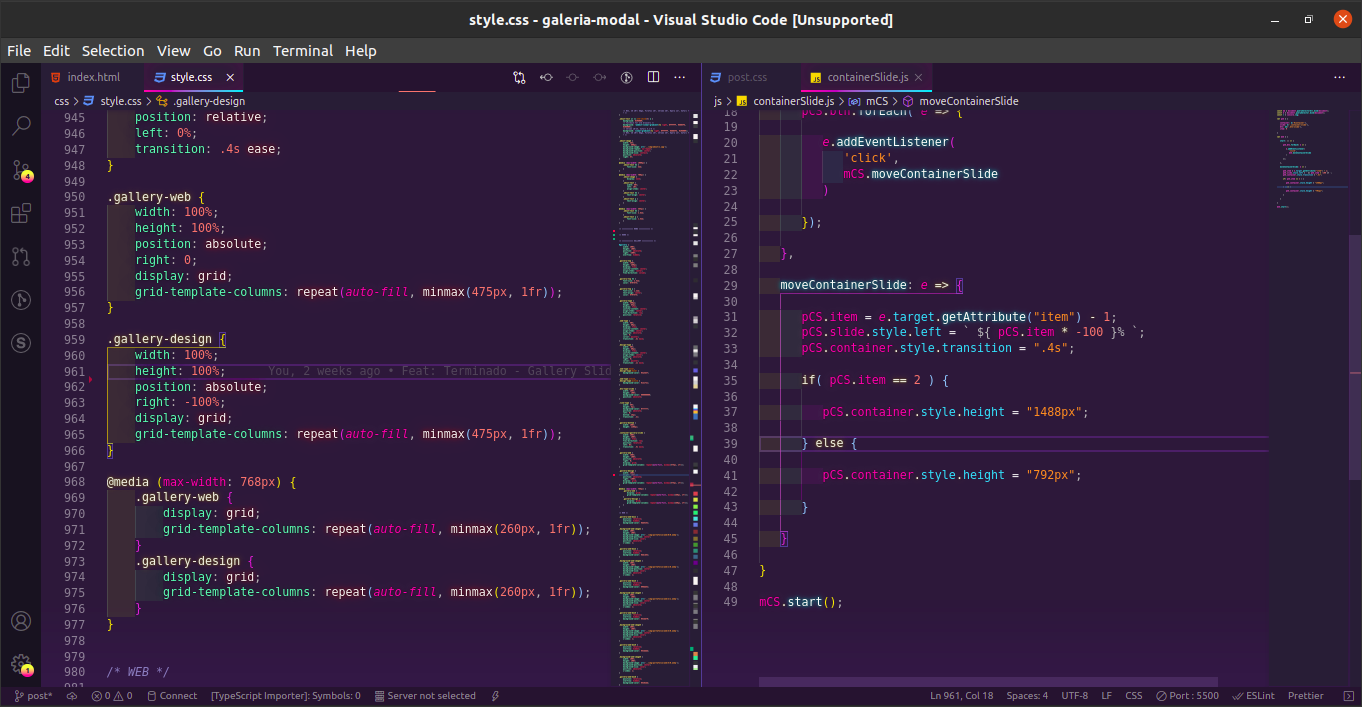 style.css - galeria-modal - Visual Studio Code [Unsupported]
File Edit Selection View Go Run Terminal Help
index.html style.css
css > style.css > .gallery-design
945 position: relative;
946 left: 0%;
947 transition: .4s ease;
948 }
949
950 .gallery-web {
951 width: 100%;
952 height: 100%;
953 position: absolute;
954 right: 0;
955 display: grid;
956 grid-template-columns: repeat(auto-fill, minmax(475px, 1fr));
957 }
958
959 .gallery-design {
960 width: 100%;
961 height: 100%; You, 2 weeks ago • Feat: Terminado - Gallery Slid
962 position: absolute;
963 right: -100%;
964 display: grid;
965 grid-template-columns: repeat(auto-fill, minmax(475px, 1fr));
966 }
967
968 @media (max-width: 768px) {
969 .gallery-web {
970 display: grid;
971 grid-template-columns: repeat(auto-fill, minmax(260px, 1fr));
972 }
973 .gallery-design {
974 display: grid;
975 grid-template-columns: repeat(auto-fill, minmax(260px, 1fr));
976 }
977 }
978
979
980 /* WEB */
981
post.css containerSlide.js
js > containerSlide.js > mCS > moveContainerSlide
18 pCS.btn.forEach( e => {
19
20 e.addEventListener(
21 'click',
22 mCS.moveContainerSlide
23 )
24
25 });
26
27 },
28
29 moveContainerSlide: e => {
30
31 pCS.item = e.target.getAttribute("item") - 1;
32 pCS.slide.style.left = ` ${ pCS.item * -100 }% `;
33 pCS.container.style.transition = ".4s";
34
35 if( pCS.item == 2 ) {
36
37 pCS.container.style.height = "1488px";
38
39 } else {
40
41 pCS.container.style.height = "792px";
42
43 }
44
45 }
46
47 }
48
49 mCS.start();
4
1
post* 0 0 Connect [TypeScript Importer]: Symbols: 0 Server not selected Ln 961, Col 18 Spaces: 4 UTF-8 LF CSS Port : 5500 ESLint Prettier